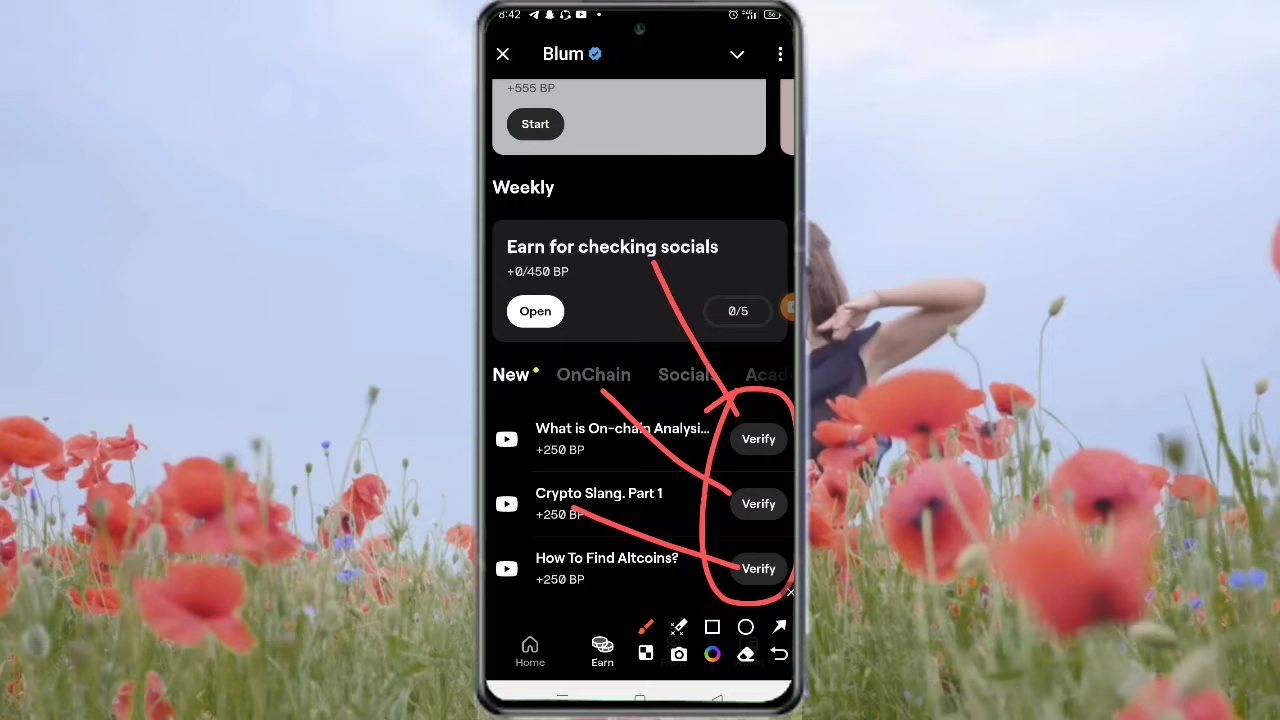 8:42
56
Blum
+555 BP
Start
Weekly
Earn for checking socials
+0/450 BP
Open
0/5
New OnChain Socials Acad
What is On-chain Analysi...
+250 BP
Verify
Crypto Slang. Part 1
+250 BP
Verify
How To Find Altcoins?
+250 BP
Verify
Home
Earn